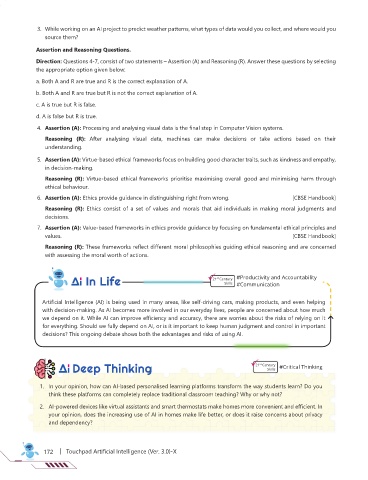 3. While working on an AI project to predict weather patterns, what types of data would you collect, and where would you
source them?
Assertion and Reasoning Questions.
Direction: Questions 4-7, consist of two statements – Assertion (A) and Reasoning (R). Answer these questions by selecting
the appropriate option given below:
a. Both A and R are true and R is the correct explanation of A.
b. Both A and R are true but R is not the correct explanation of A.
c. A is true but R is false.
d. A is false but R is true.
4. Assertion (A): Processing and analysing visual data is the final step in Computer Vision systems.
Reasoning (R): After analysing visual data, machines can make decisions or take actions based on their
understanding.
5. Assertion (A): Virtue-based ethical frameworks focus on building good character traits, such as kindness and empathy,
in decision-making.
Reasoning (R): Virtue-based ethical frameworks prioritise maximising overall good and minimising harm through
ethical behaviour.
6. Assertion (A): Ethics provide guidance in distinguishing right from wrong. [CBSE Handbook]
Reasoning (R): Ethics consist of a set of values and morals that aid individuals in making moral judgments and
decisions.
7. Assertion (A): Value-based frameworks in ethics provide guidance by focusing on fundamental ethical principles and
values. [CBSE Handbook]
Reasoning (R): These frameworks reflect different moral philosophies guiding ethical reasoning and are concerned
with assessing the moral worth of actions.
Ai In Life
21st Century Skills #Productivity and Accountability
#Communication
Artificial Intelligence (AI) is being used in many areas, like self-driving cars, making products, and even helping
with decision-making. As AI becomes more involved in our everyday lives, people are concerned about how much
we depend on it. While AI can improve efficiency and accuracy, there are worries about the risks of relying on it
for everything. Should we fully depend on AI, or is it important to keep human judgment and control in important
decisions? This ongoing debate shows both the advantages and risks of using AI.
Ai Deep Thinking
21st Century Skills #Critical Thinking
1. In your opinion, how can AI-based personalised learning platforms transform the way students learn? Do you
think these platforms can completely replace traditional classroom teaching? Why or why not?
2. AI-powered devices like virtual assistants and smart thermostats make homes more convenient and efficient. In
your opinion, does the increasing use of AI in homes make life better, or does it raise concerns about privacy
and dependency?
172 | Touchpad Artificial Intelligence (Ver. 3.0)-X